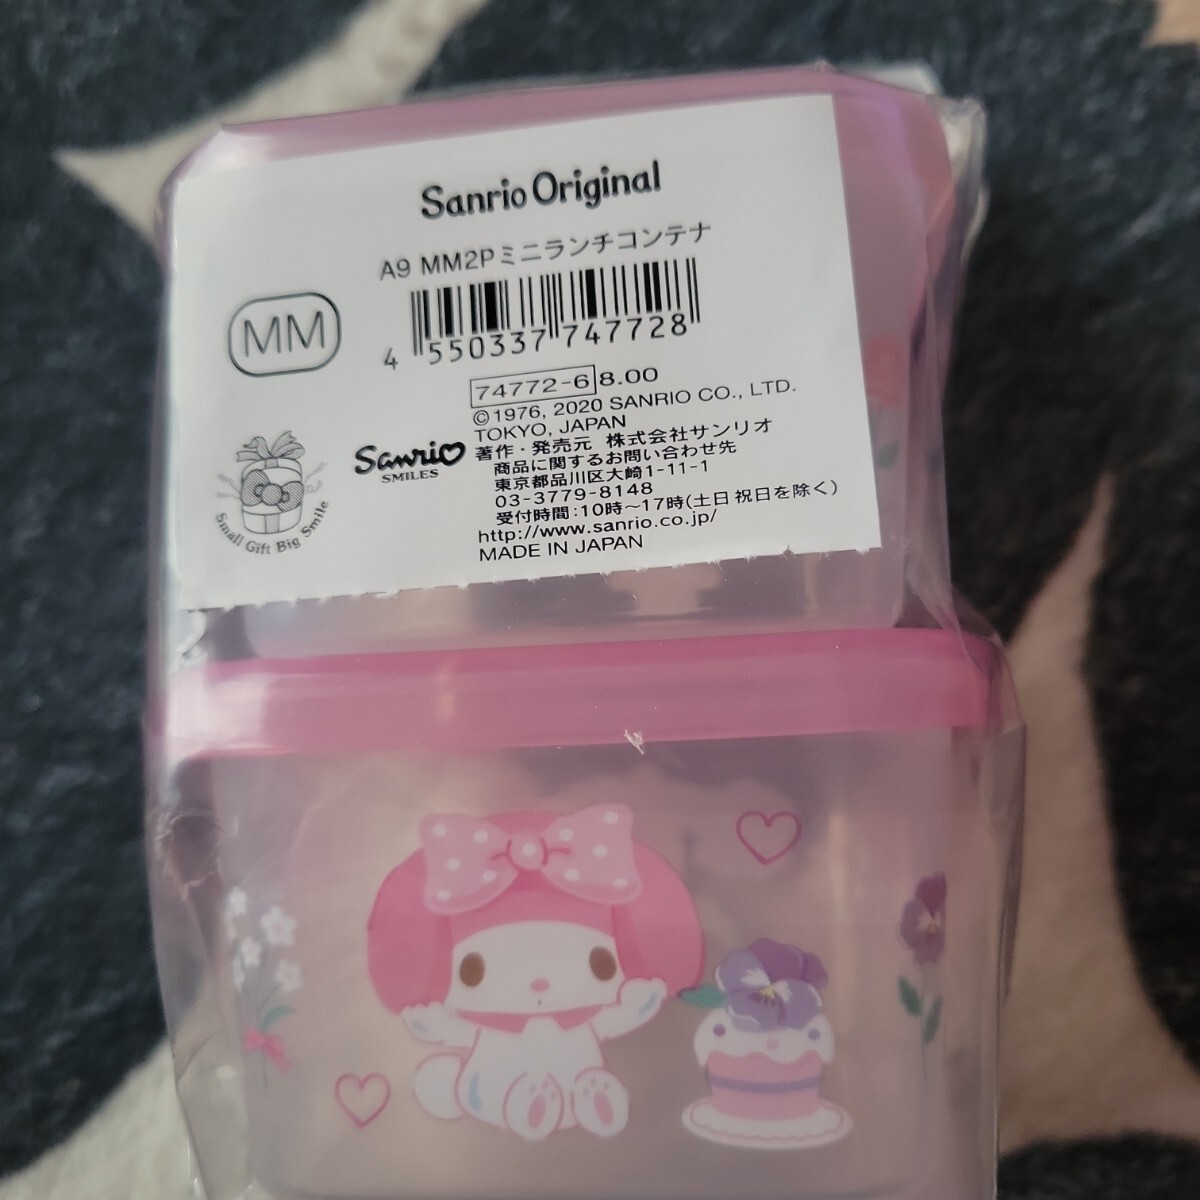 Sanrio Original
A9 MM2Pミニランチコンテナ
MM
4 550337 747728
74772-6 8.00
©1976, 2020 SANRIO CO., LTD.
TOKYO, JAPAN
著作・発売元 株式会社サンリオ
商品に関するお問い合わせ先
東京都品川区大崎1-11-1
03-3779-8148
受付時間:10時~17時(土日 祝日を除く)
http://www.sanrio.co.jp/
MADE IN JAPAN
Sanrio
SMILES
Small Gift Big Smile